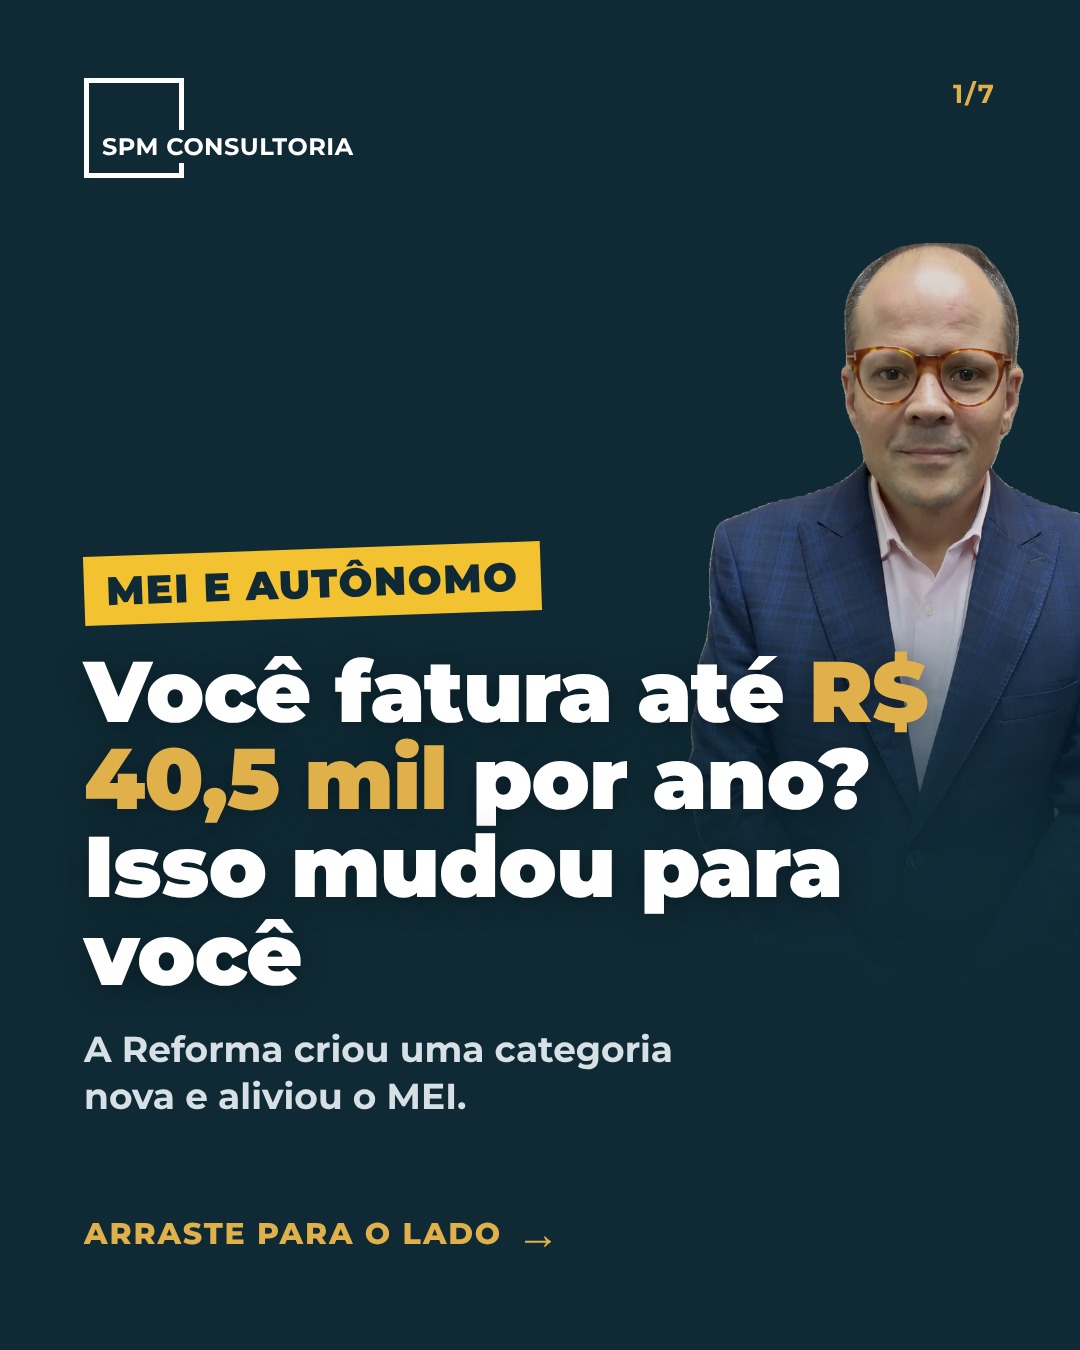 SPM CONSULTORIA
1/7
MEI E AUTÔNOMO
Você fatura até R$
40,5 mil por ano?
Isso mudou para
você
A Reforma criou uma categoria
nova e aliviou o MEI.
ARRASTE PARA O LADO →